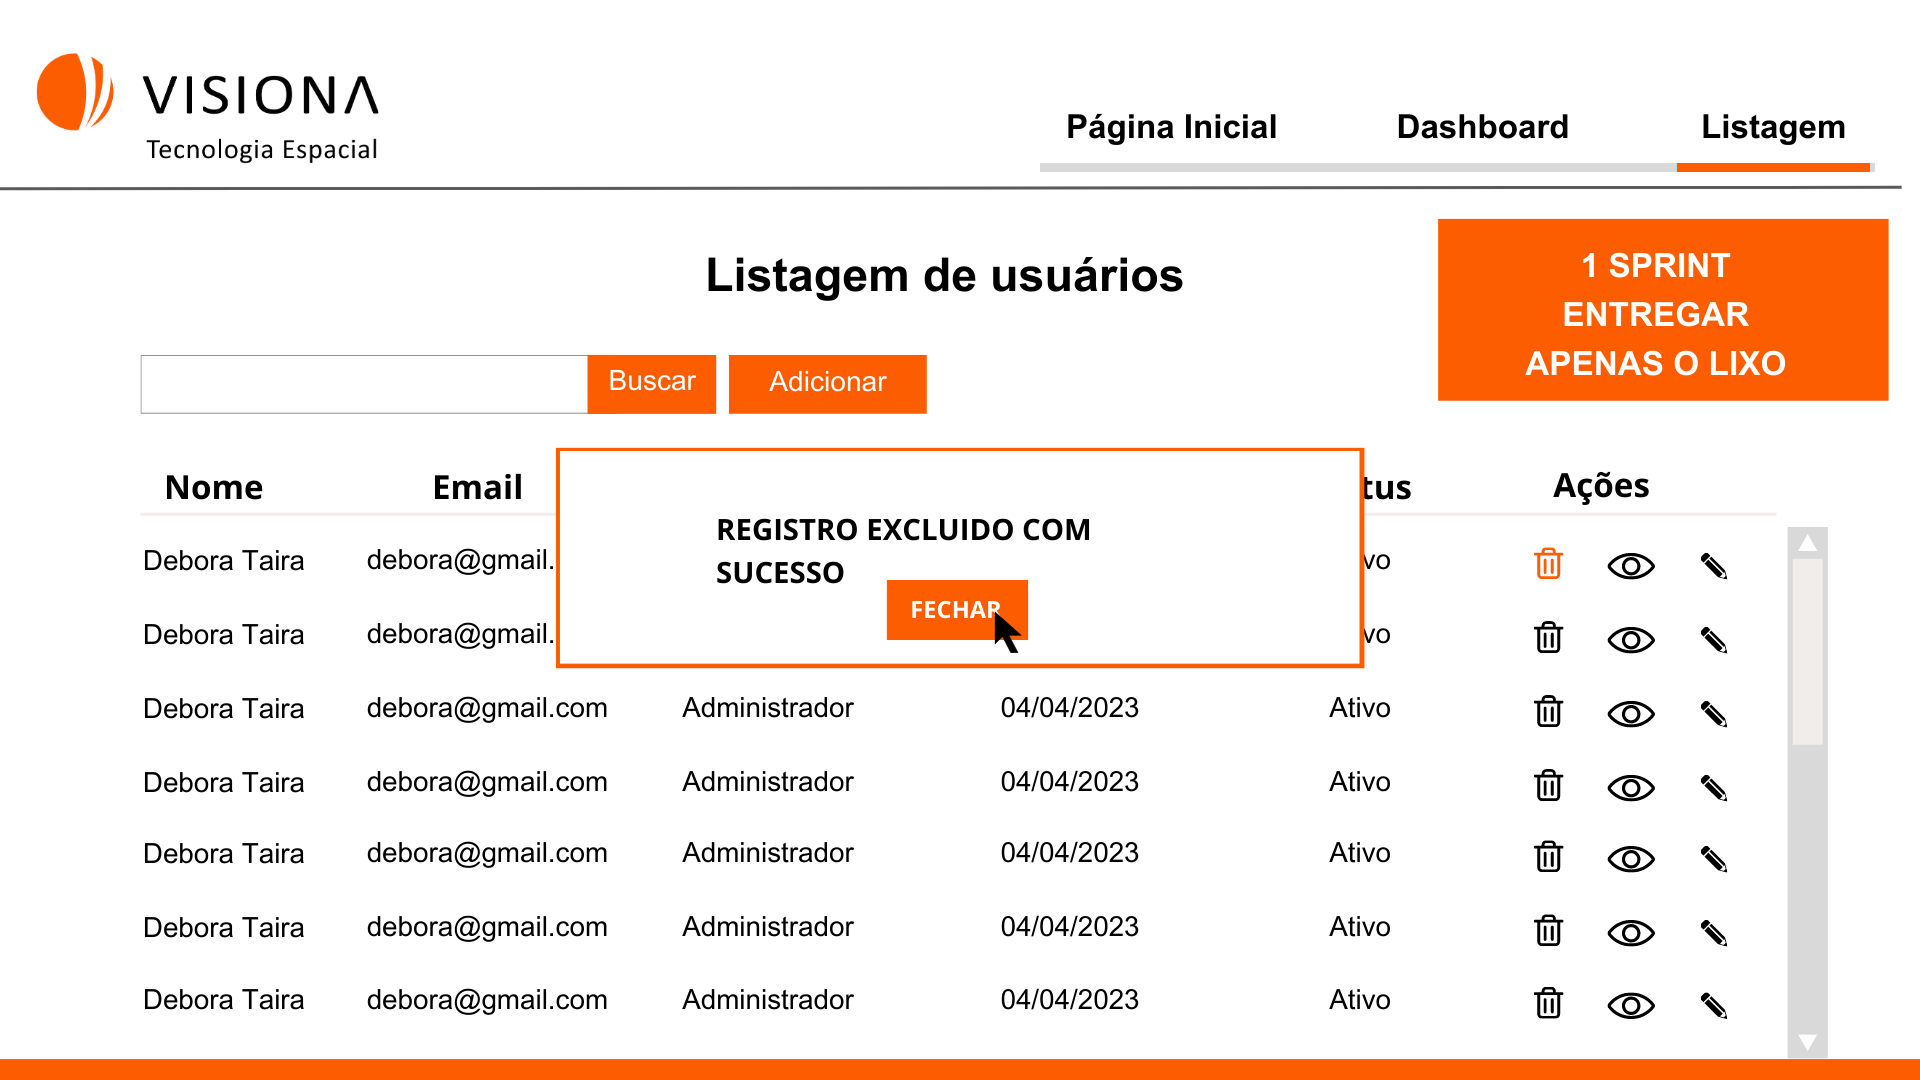 VISIONA
Tecnologia Espacial
Página Inicial Dashboard Listagem
Listagem de usuários
1 SPRINT
ENTREGAR
APENAS O LIXO
Buscar Adicionar
Nome Email tus Ações
REGISTRO EXCLUIDO COM
SUCESSO
FECHAR
Debora Taira debora@gmail. vo
Debora Taira debora@gmail. vo
Debora Taira debora@gmail.com Administrador 04/04/2023 Ativo
Debora Taira debora@gmail.com Administrador 04/04/2023 Ativo
Debora Taira debora@gmail.com Administrador 04/04/2023 Ativo
Debora Taira debora@gmail.com Administrador 04/04/2023 Ativo
Debora Taira debora@gmail.com Administrador 04/04/2023 Ativo